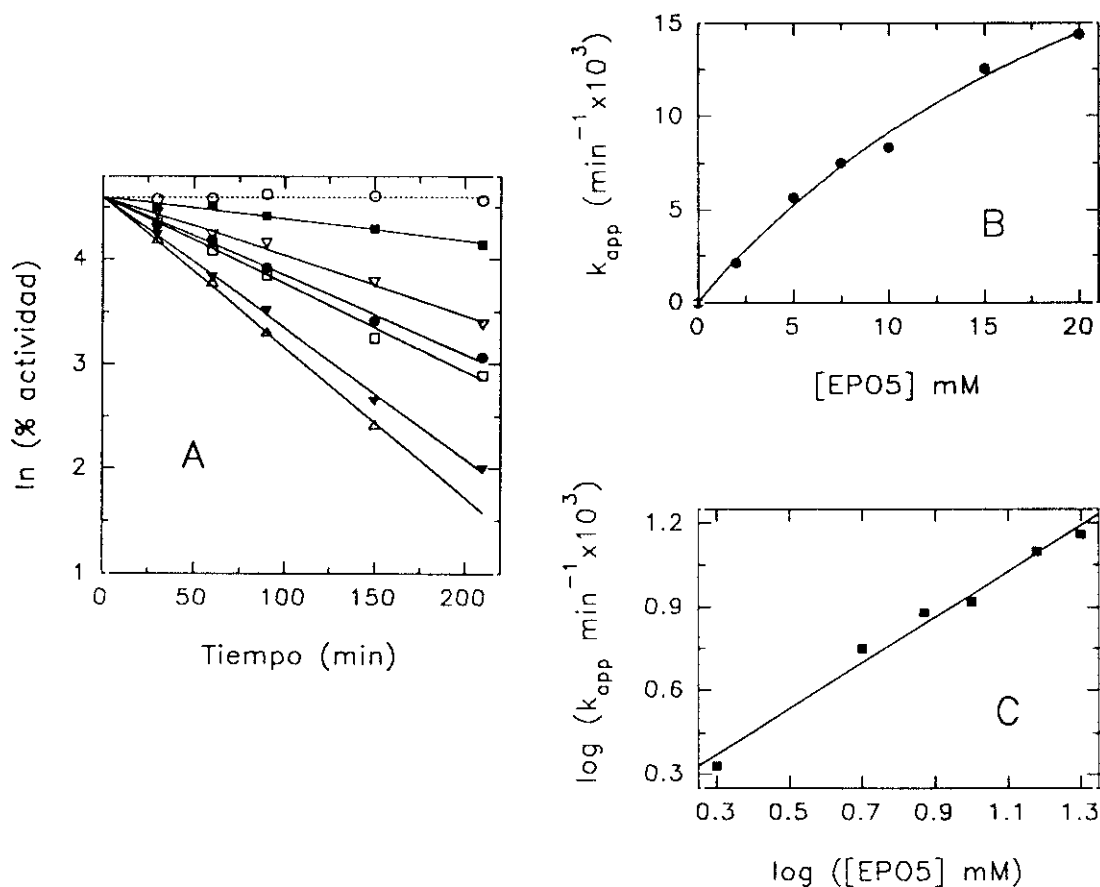 ln (% actividad)
4
3
2
1
A
0 50 100 150 200
Tiempo (min)
k_app (min⁻¹ x10³)
15
10
5
0
B
0 5 10 15 20
[EPO5] mM
log (k_app min⁻¹ x10³)
1.2
0.9
0.6
0.3
C
0.3 0.5 0.7 0.9 1.1 1.3
log ([EPO5] mM)